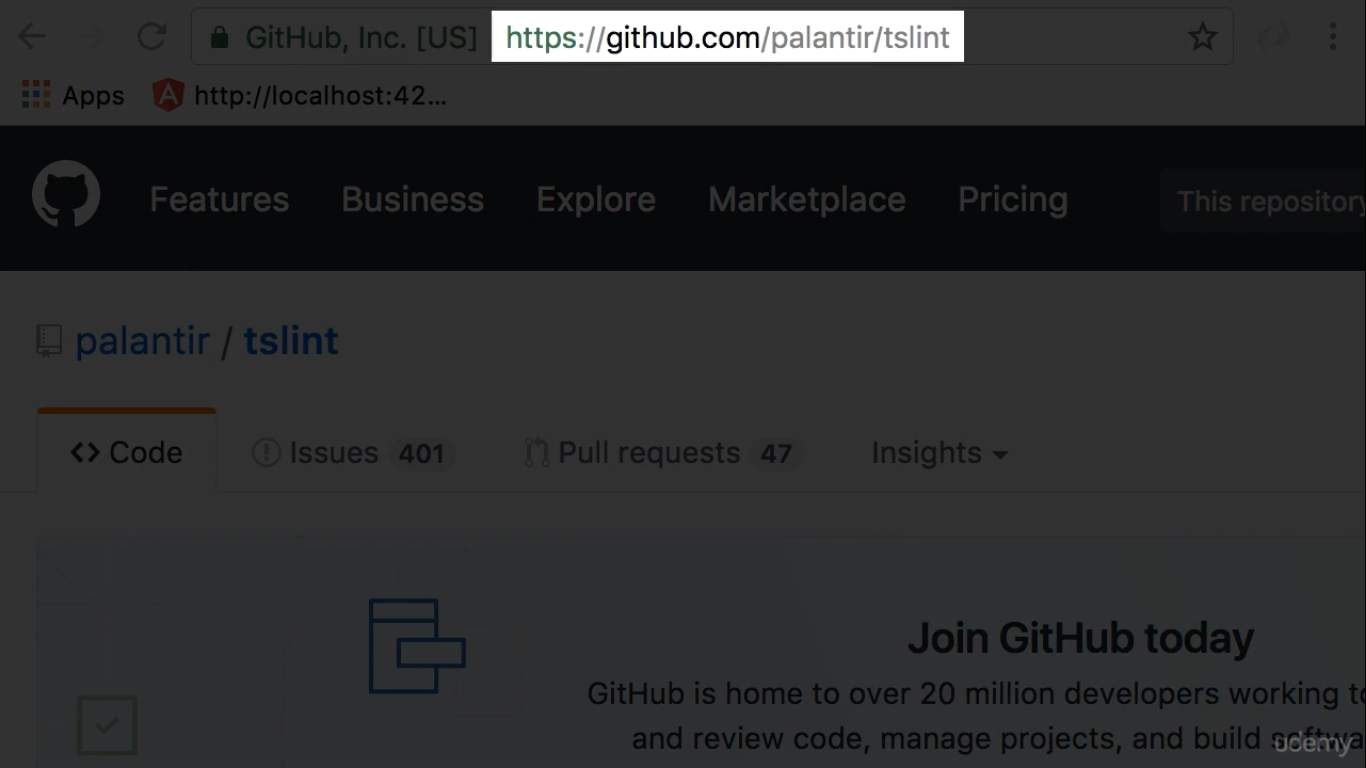 GitHub, Inc. [US] https://github.com/palantir/tslint
Apps http://localhost:42...
Features Business Explore Marketplace Pricing This repository
palantir / tslint
Code Issues 401 Pull requests 47 Insights
Join GitHub today
GitHub is home to over 20 million developers working to
and review code, manage projects, and build softwa
udemy